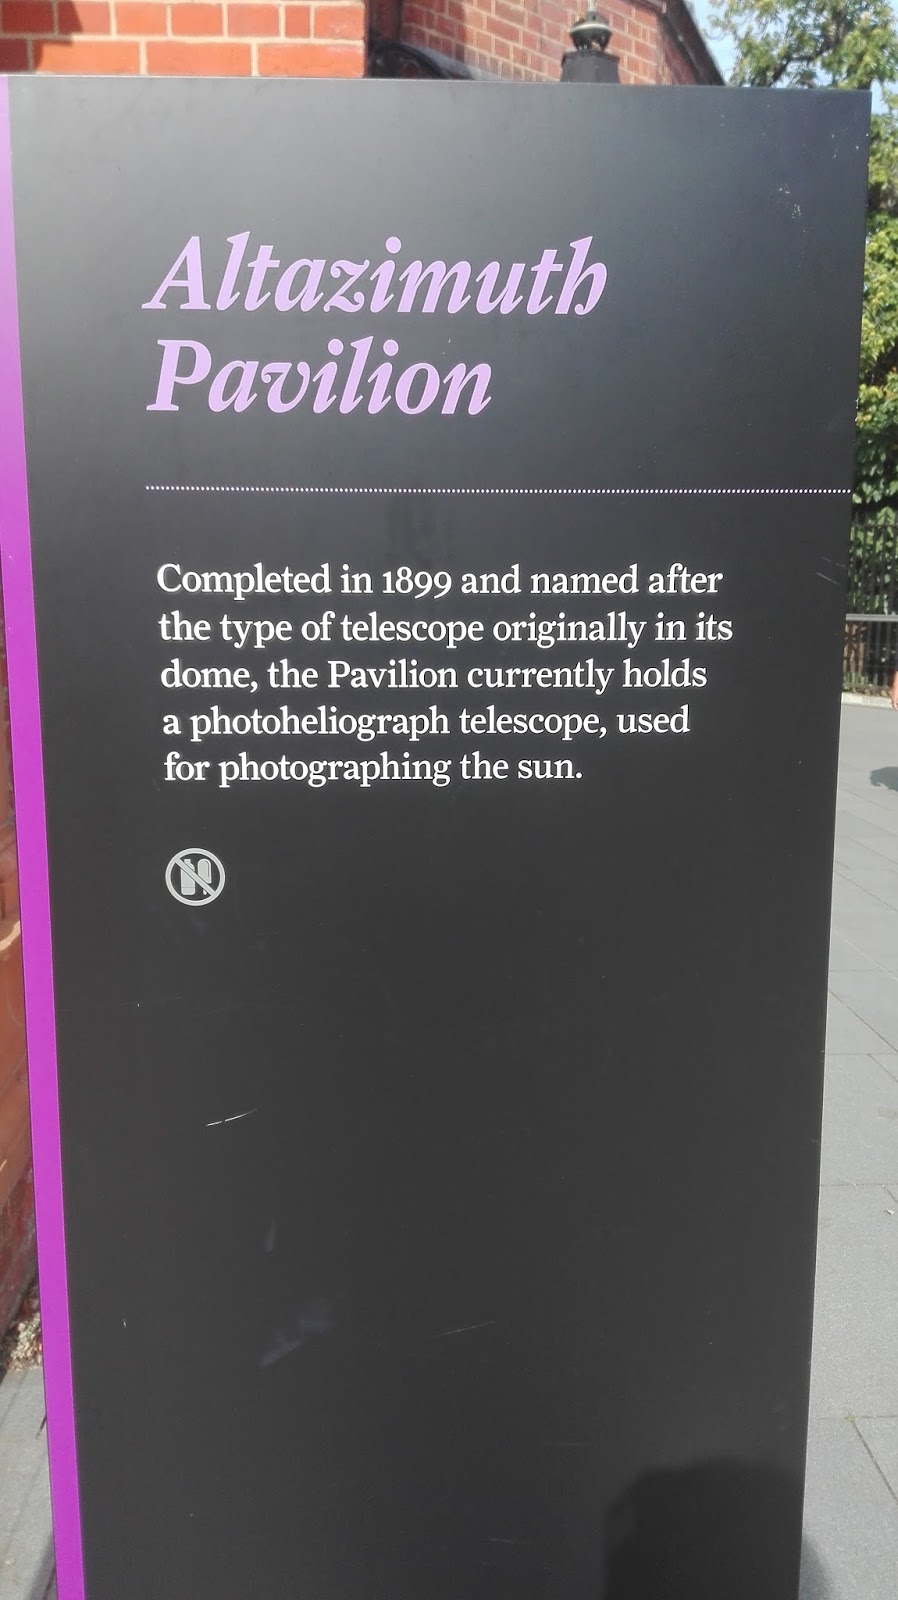 Altazimuth
Pavilion
Completed in 1899 and named after
the type of telescope originally in its
dome, the Pavilion currently holds
a photoheliograph telescope, used
for photographing the sun.